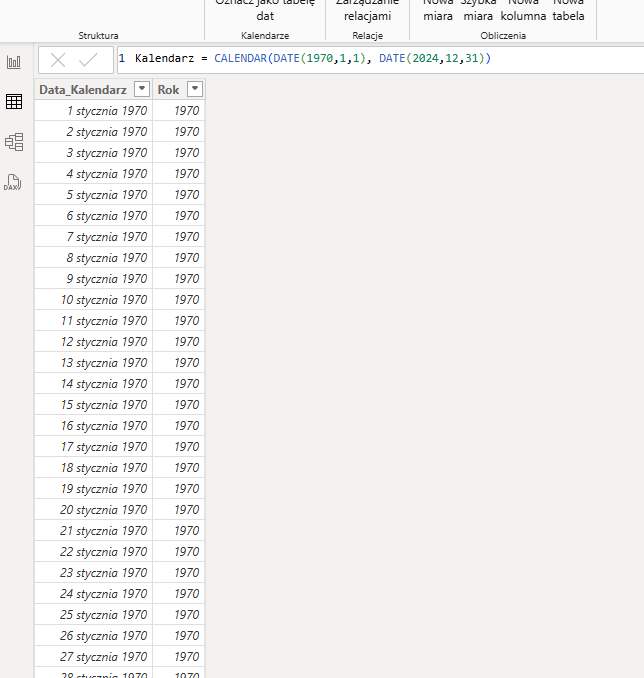 Oznacz jako tabelę
dat
Zarządzanie
relacjami
Nowa
miara
Szybka
miara
Nowa
kolumna
Nowa
tabela
Struktura
Kalendarze
Relacje
Obliczenia
1 Kalendarz = CALENDAR(DATE(1970,1,1), DATE(2024,12,31))
Data_Kalendarz Rok
1 stycznia 1970 1970
2 stycznia 1970 1970
3 stycznia 1970 1970
4 stycznia 1970 1970
5 stycznia 1970 1970
6 stycznia 1970 1970
7 stycznia 1970 1970
8 stycznia 1970 1970
9 stycznia 1970 1970
10 stycznia 1970 1970
11 stycznia 1970 1970
12 stycznia 1970 1970
13 stycznia 1970 1970
14 stycznia 1970 1970
15 stycznia 1970 1970
16 stycznia 1970 1970
17 stycznia 1970 1970
18 stycznia 1970 1970
19 stycznia 1970 1970
20 stycznia 1970 1970
21 stycznia 1970 1970
22 stycznia 1970 1970
23 stycznia 1970 1970
24 stycznia 1970 1970
25 stycznia 1970 1970
26 stycznia 1970 1970
27 stycznia 1970 1970
28 stycznia 1970 1970
DAX